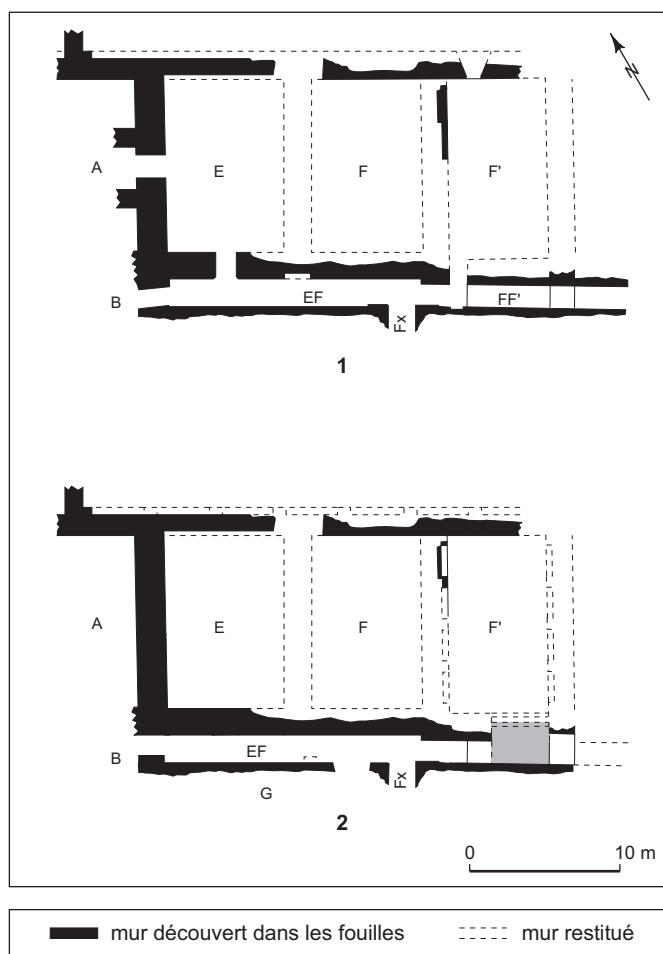 N
A
E
F
F'
B
EF
FF'
Fx
1
A
E
F
F'
B
EF
Fx
G
2
0 10 m
mur découvert dans les fouilles mur restitué